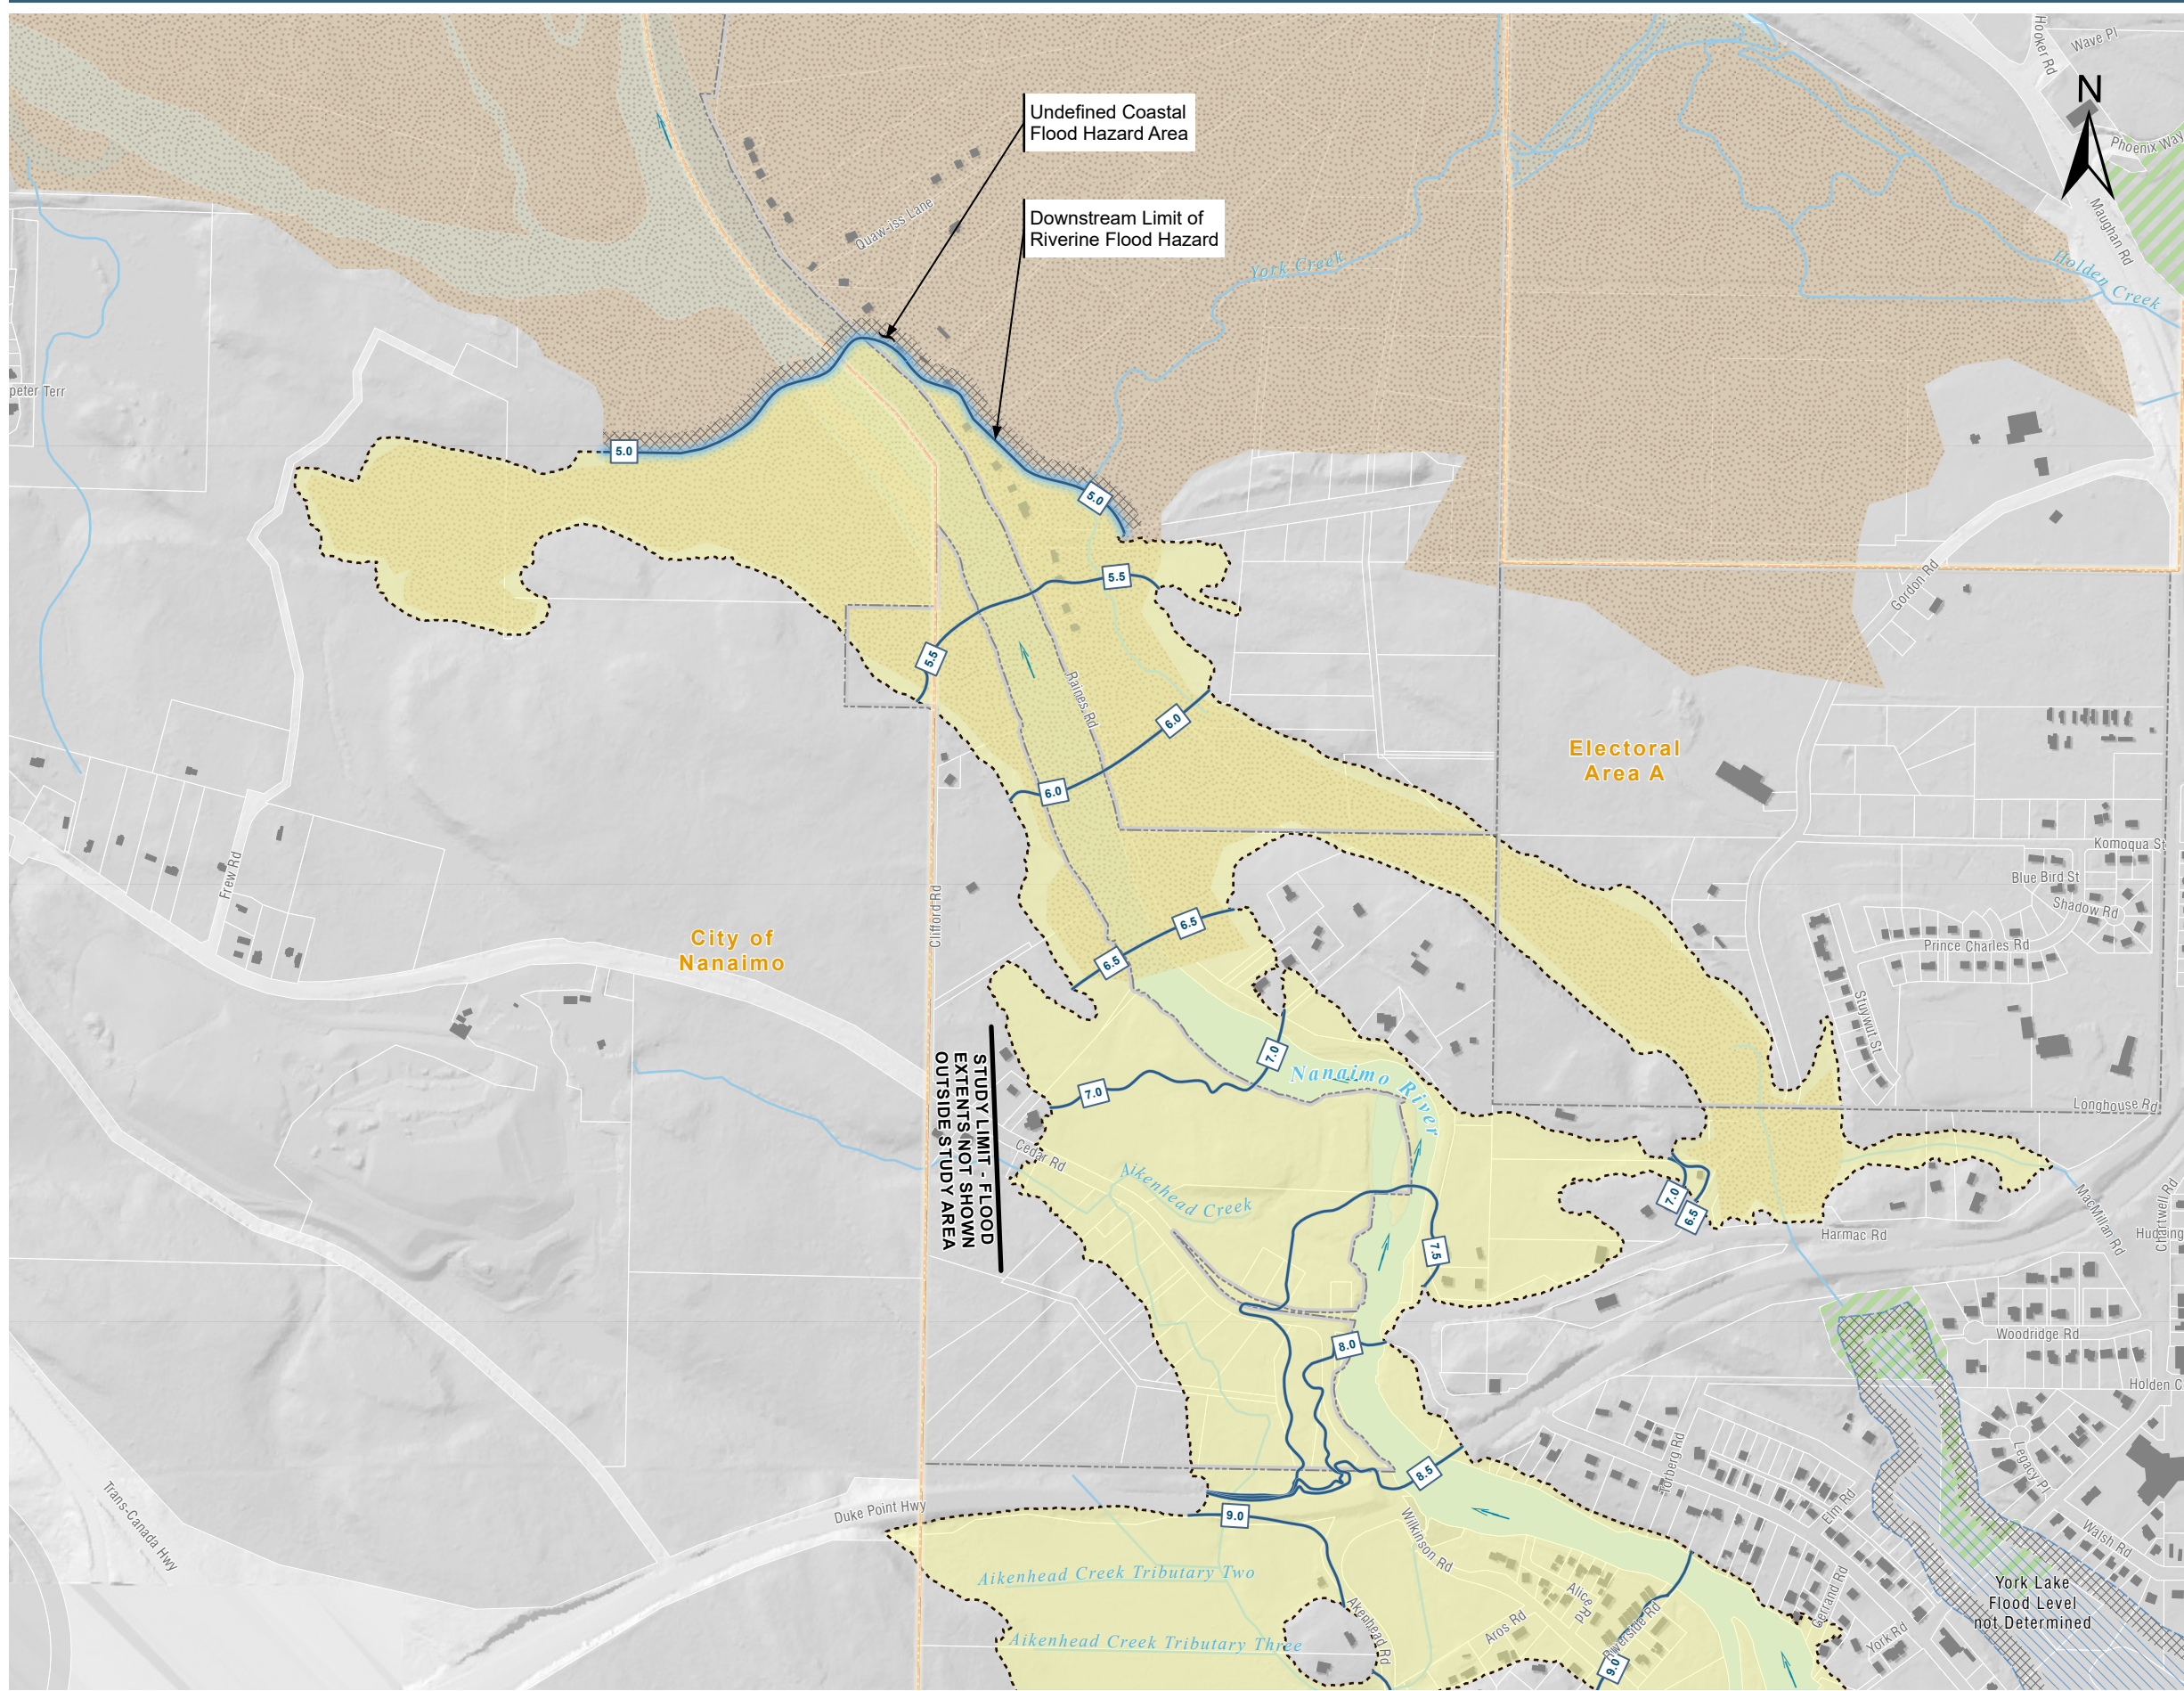 Hooker Rd
Wave Pl
N
Phoenix Way
Maughan Rd
Holden Creek
Undefined Coastal
Flood Hazard Area
Downstream Limit of
Riverine Flood Hazard
Quaw-iss Lane
York Creek
peter Terr
5.0
5.0
5.5
5.5
Gordon Rd
Raines Rd
6.0
6.0
Electoral
Area A
Komoqua St
Blue Bird St
Shadow Rd
Prince Charles Rd
Stuywut St
Frew Rd
Clifford Rd
City of
Nanaimo
6.5
6.5
7.0
7.0
Nanaimo River
STUDY LIMIT - FLOOD
EXTENTS NOT SHOWN
OUTSIDE STUDY AREA
Cedar Rd
Aikenhead Creek
Longhouse Rd
7.0
6.5
7.5
Harmac Rd
MacMillan Rd
Chartwell Rd
8.0
Woodridge Rd
Holden C
8.5
9.0
Duke Point Hwy
Trans-Canada Hwy
Torberg Rd
Elm Rd
Legacy Pl
Walsh Rd
Wilkinson Rd
Alice
Rd
Aros Rd
Riverside Rd
Gerrand Rd
York Rd
Akenhead Rd
9.0
Aikenhead Creek Tributary Two
Aikenhead Creek Tributary Three
York Lake
Flood Level
not Determined